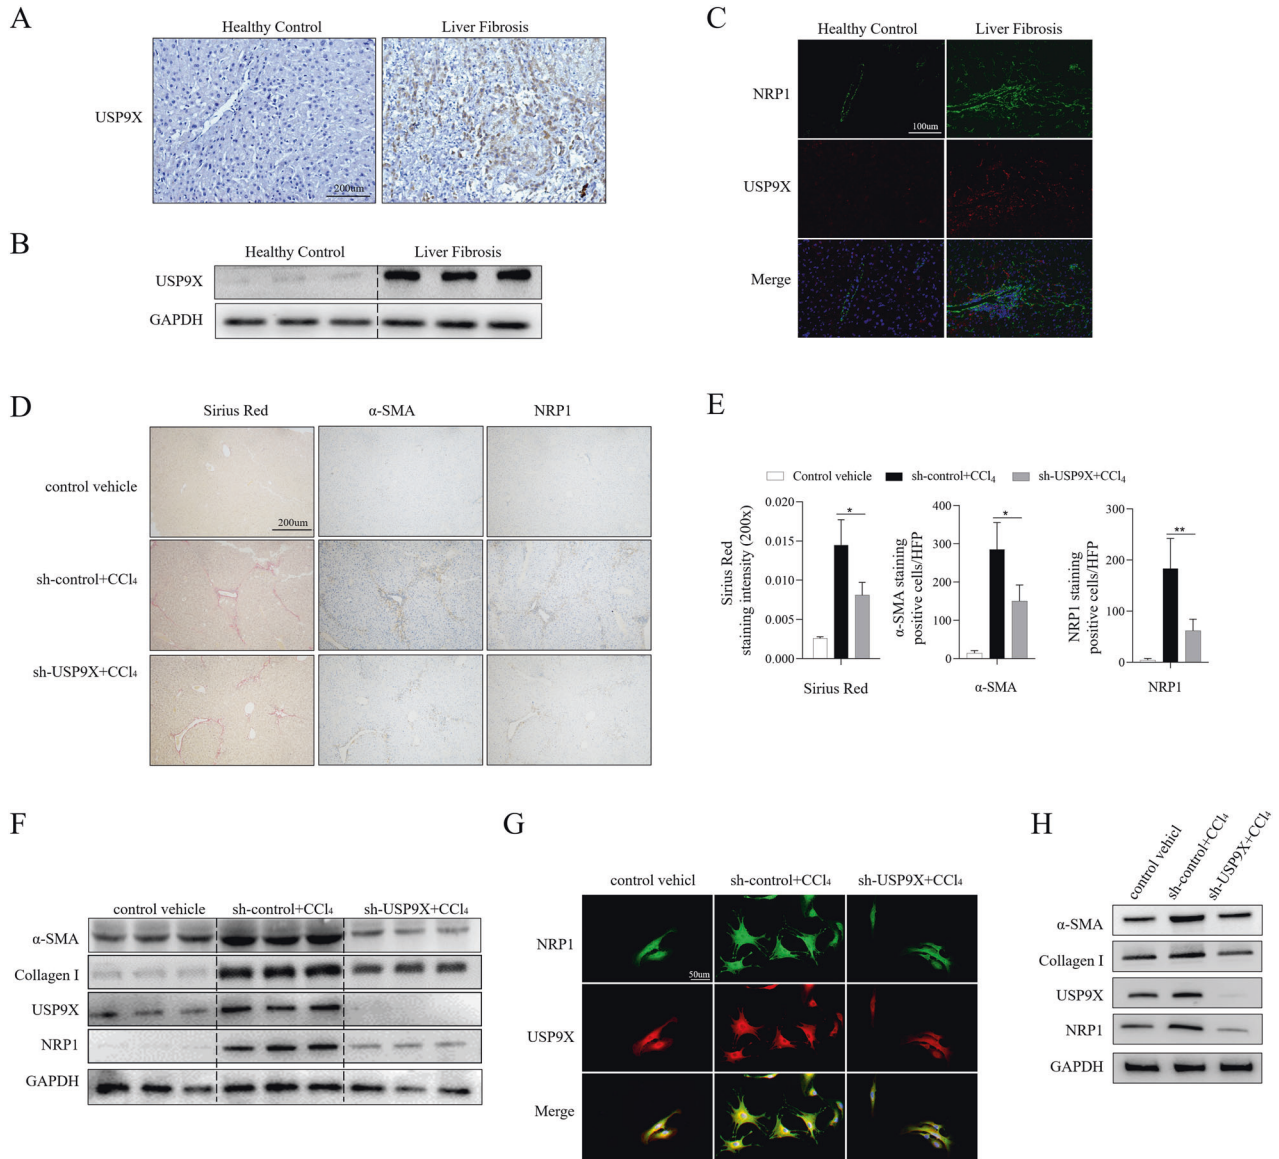 A
Healthy Control
Liver Fibrosis
USP9X
200um
B
Healthy Control
Liver Fibrosis
USP9X
GAPDH
C
Healthy Control
Liver Fibrosis
NRP1
100um
USP9X
Merge
D
Sirius Red
α-SMA
NRP1
control vehicle
200um
sh-control+CCl₄
sh-USP9X+CCl₄
E
Control vehicle
sh-control+CCl₄
sh-USP9X+CCl₄
Sirius Red
staining intensity (200x)
0.020
0.015
0.010
0.005
0.000
*
Sirius Red
α-SMA staining
positive cells/HFP
400
300
200
100
0
*
α-SMA
NRP1 staining
positive cells/HFP
300
200
100
0
**
NRP1
F
control vehicle
sh-control+CCl₄
sh-USP9X+CCl₄
α-SMA
Collagen I
USP9X
NRP1
GAPDH
G
control vehicl
sh-control+CCl₄
sh-USP9X+CCl₄
NRP1
50um
USP9X
Merge
H
control vehicl
sh-control+CCl₄
sh-USP9X+CCl₄
α-SMA
Collagen I
USP9X
NRP1
GAPDH